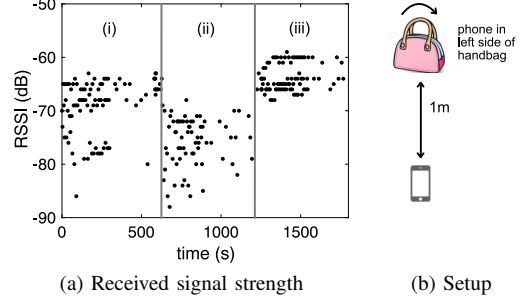 -50
-60
-70
-80
-90
RSSI (dB)
(i)
(ii)
(iii)
0
500
1000
1500
time (s)
phone in
left side of
handbag
1m
(a) Received signal strength
(b) Setup